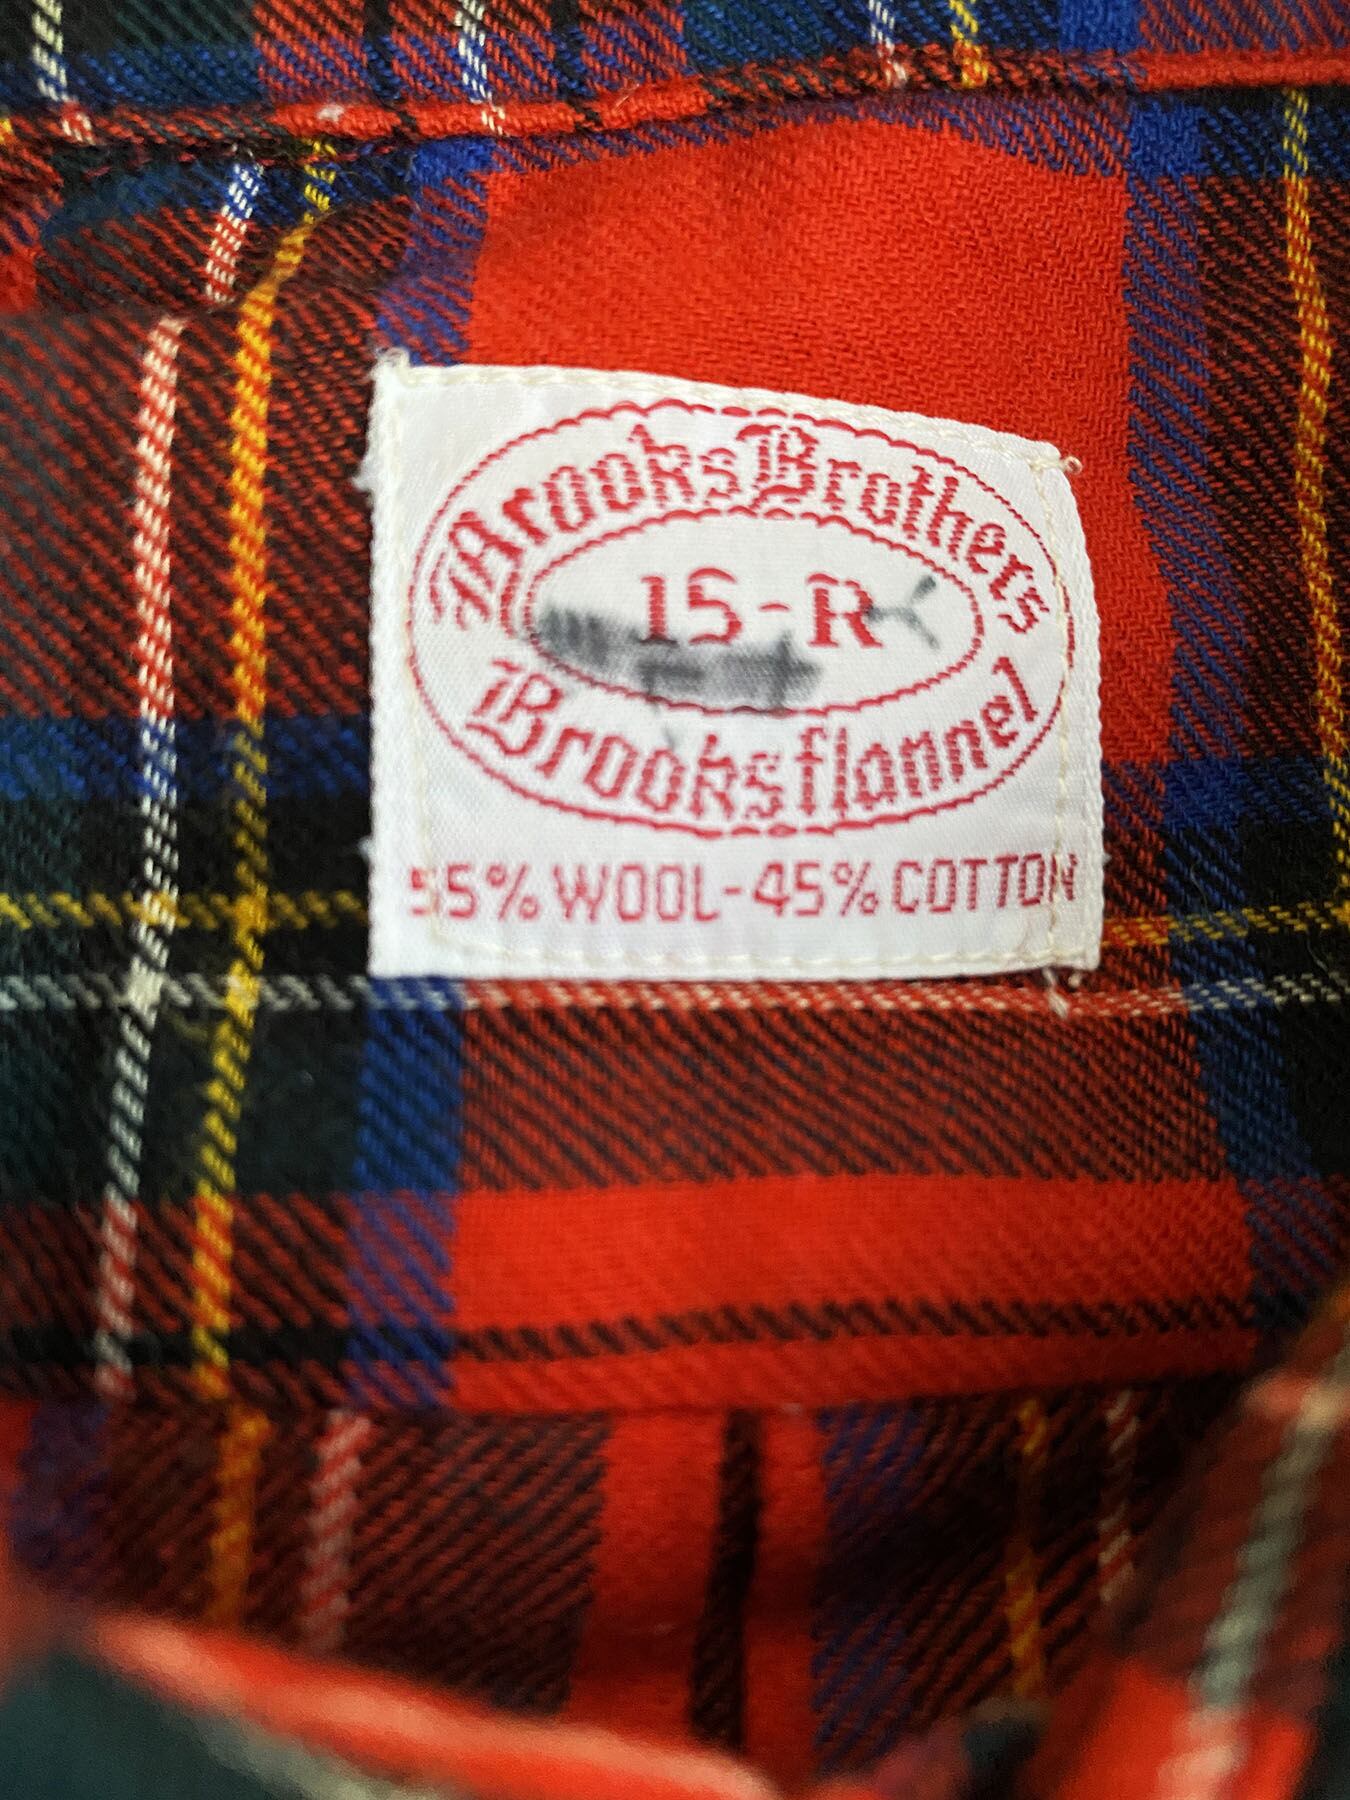 Brooks Brothers
15-R
Brooksflannel
55% WOOL-45% COTTON